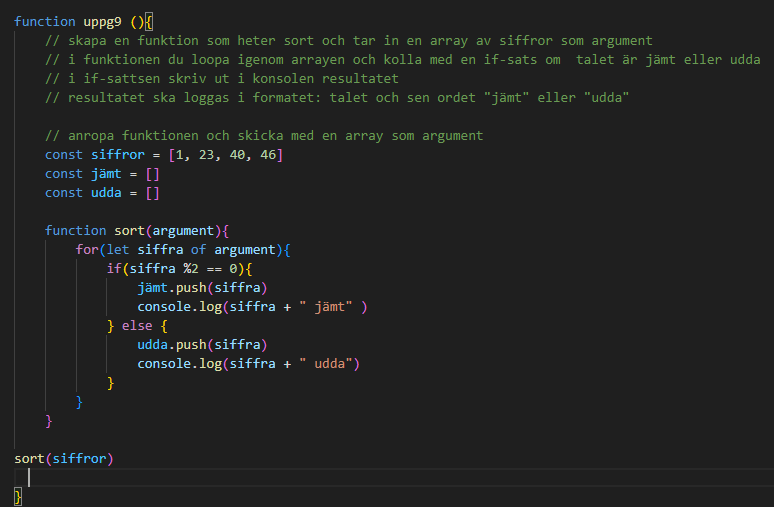 function uppg9 (){
// skapa en funktion som heter sort och tar in en array av siffror som argument
// i funktionen du loopa igenom arrayen och kolla med en if-sats om  talet är jämt eller udda
// i if-sattsen skriv ut i konsolen resultatet
// resultatet ska loggas i formatet: talet och sen ordet "jämt" eller "udda"
// anropa funktionen och skicka med en array som argument
const siffror = [1, 23, 40, 46]
const jämt = []
const udda = []
function sort(argument){
for(let siffra of argument){
if(siffra %2 == 0){
jämt.push(siffra)
console.log(siffra + " jämt" )
} else {
udda.push(siffra)
console.log(siffra + " udda")
}
}
}
sort(siffror)
}